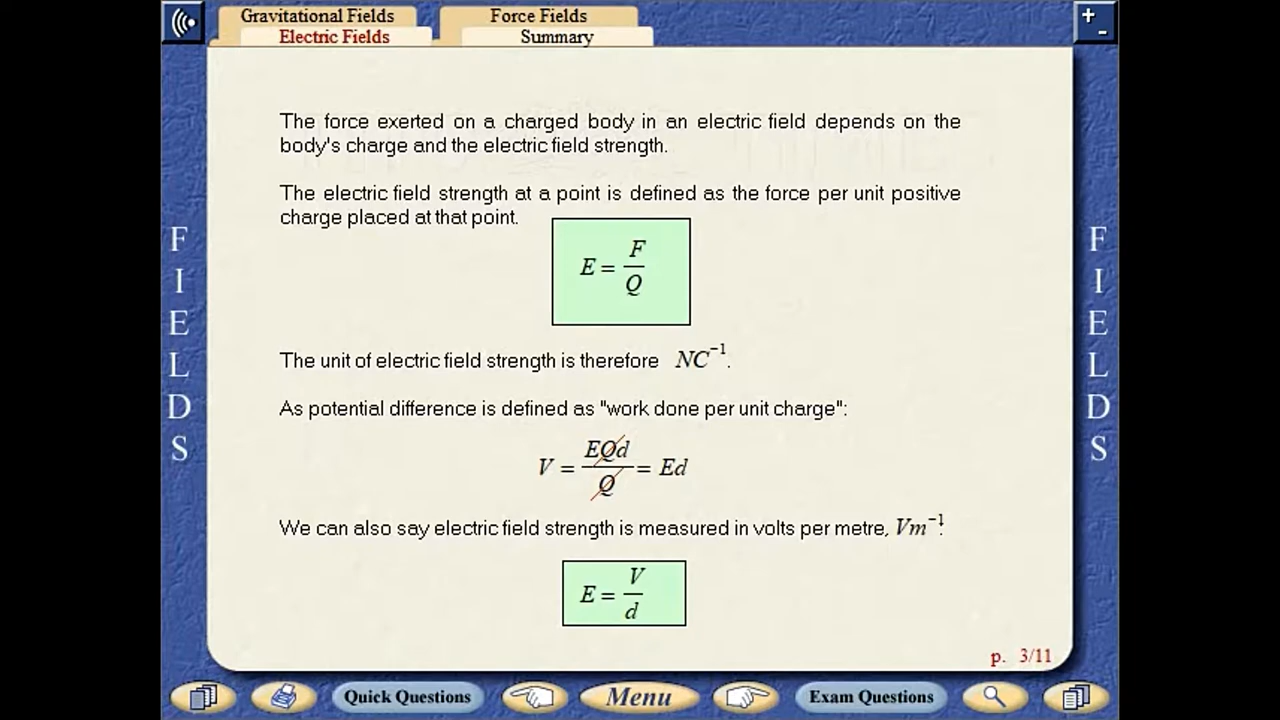 Gravitational Fields
Force Fields
Electric Fields
Summary
+
-
The force exerted on a charged body in an electric field depends on the
body's charge and the electric field strength.
The electric field strength at a point is defined as the force per unit positive
charge placed at that point.
E = F/Q
The unit of electric field strength is therefore NC⁻¹.
As potential difference is defined as "work done per unit charge":
V = EQd/Q = Ed
We can also say electric field strength is measured in volts per metre, Vm⁻¹.
E = V/d
FIELDS
FIELDS
p. 3/11
Quick Questions
Menu
Exam Questions